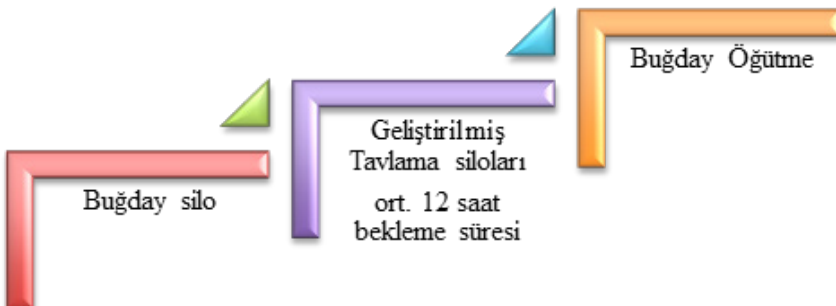 Buğday silo
Geliştirilmiş
Tavlama siloları
ort. 12 saat
bekleme süresi
Buğday Öğütme